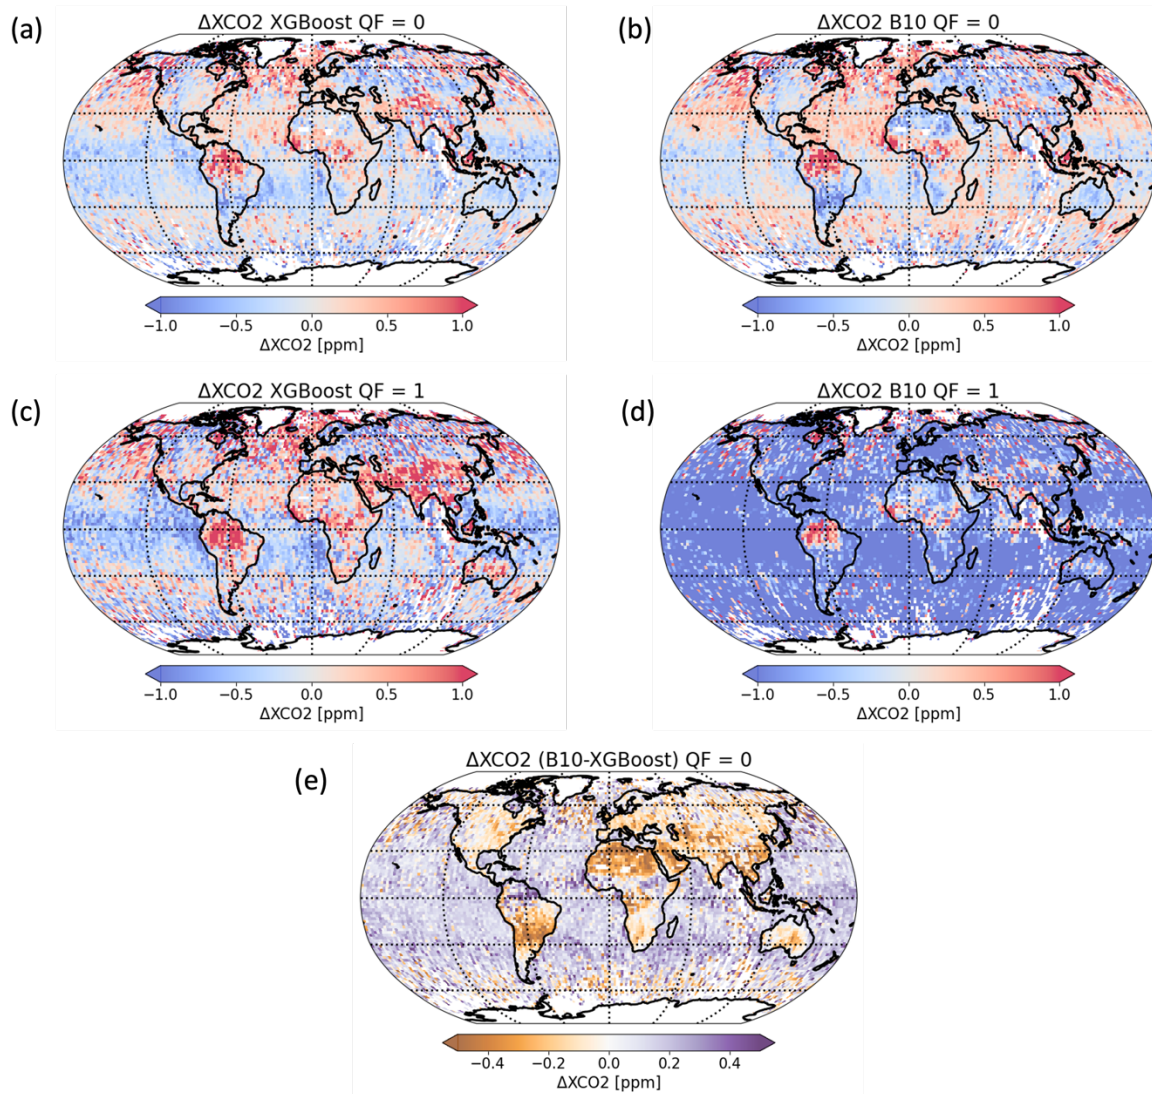 (a)
ΔXCO2 XGBoost QF = 0
−1.0 −0.5 0.0 0.5 1.0
ΔXCO2 [ppm]
(b)
ΔXCO2 B10 QF = 0
−1.0 −0.5 0.0 0.5 1.0
ΔXCO2 [ppm]
(c)
ΔXCO2 XGBoost QF = 1
−1.0 −0.5 0.0 0.5 1.0
ΔXCO2 [ppm]
(d)
ΔXCO2 B10 QF = 1
−1.0 −0.5 0.0 0.5 1.0
ΔXCO2 [ppm]
(e)
ΔXCO2 (B10-XGBoost) QF = 0
−0.4 −0.2 0.0 0.2 0.4
ΔXCO2 [ppm]